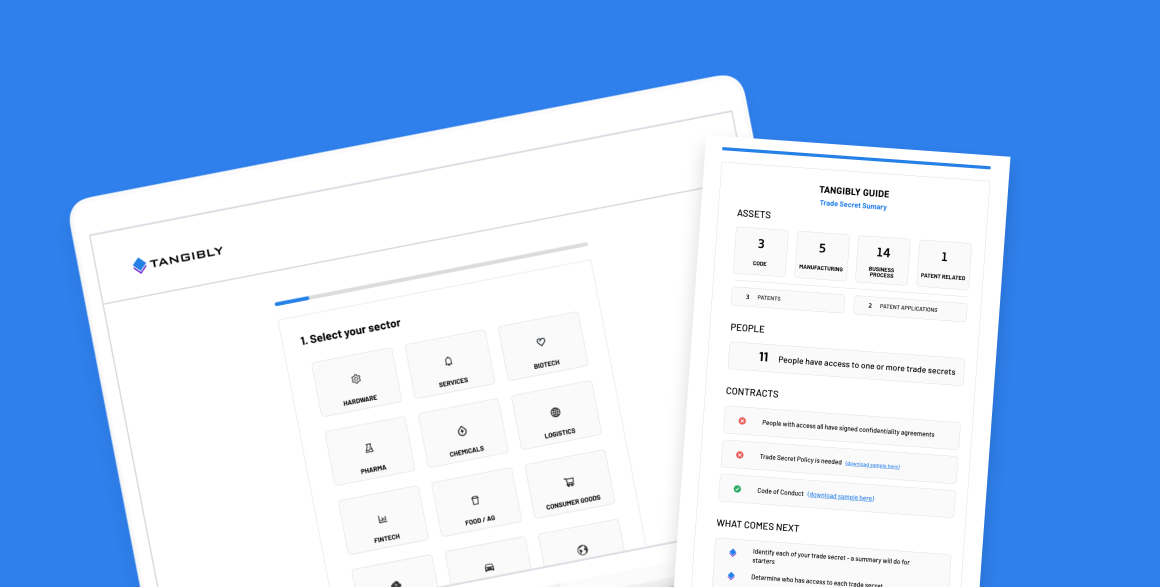 TANGIBLY
1. Select your sector
HARDWARE
SERVICES
BIOTECH
PHARMA
CHEMICALS
LOGISTICS
FINTECH
FOOD / AG
CONSUMER GOODS
TANGIBLY GUIDE
Trade Secret Sumary
ASSETS
3
CODE
5
MANUFACTURING
14
BUSINESS
PROCESS
1
PATENT RELATED
3 PATENTS
2 PATENT APPLICATIONS
PEOPLE
11 People have access to one or more trade secrets
CONTRACTS
People with access all have signed confidentiality agreements
Trade Secret Policy is needed (download sample here)
Code of Conduct (download sample here)
WHAT COMES NEXT
Identify each of your trade secret - a summary will do for
starters
Determine who has access to each trade secret